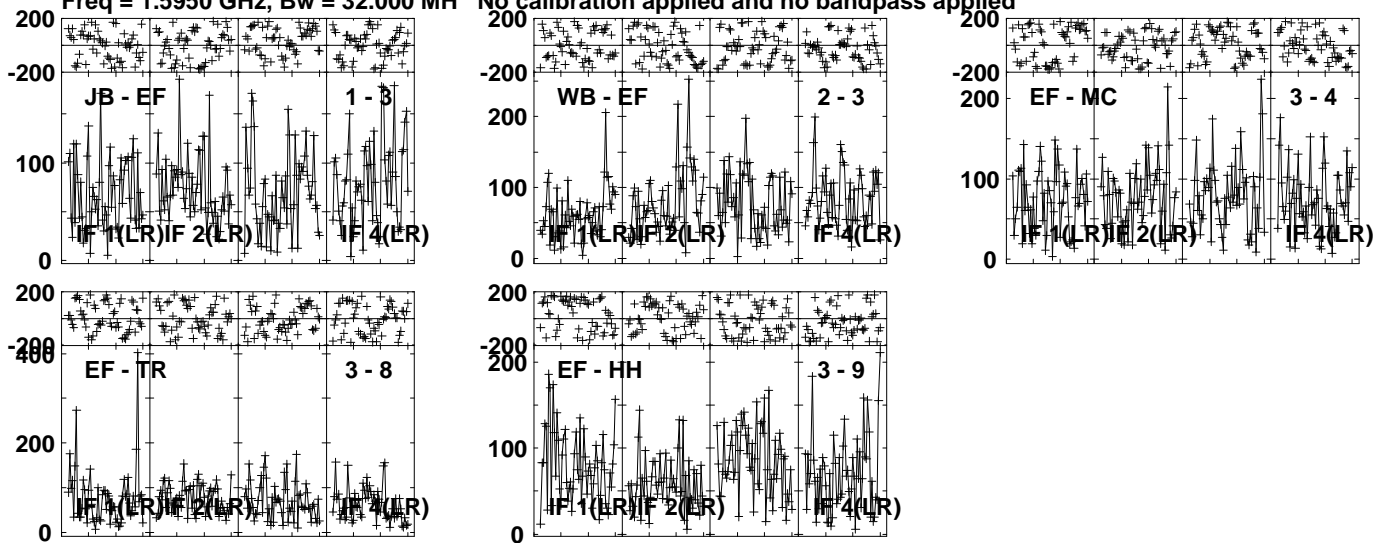 Freq = 1.5950 GHz, Bw = 32.000 MH No calibration applied and no bandpass applied
200
-200
JB - EF 1 - 3
100
0
IF 1(LR) IF 2(LR) IF 4(LR)
200
-200
WB - EF 2 - 3
200
100
0
IF 1(LR) IF 2(LR) IF 4(LR)
200
-200
EF - MC 3 - 4
200
100
0
IF 1(LR) IF 2(LR) IF 4(LR)
200
-200
400
EF - TR 3 - 8
200
0
IF 1(LR) IF 2(LR) IF 4(LR)
200
-200
200
EF - HH 3 - 9
100
0
IF 1(LR) IF 2(LR) IF 4(LR)